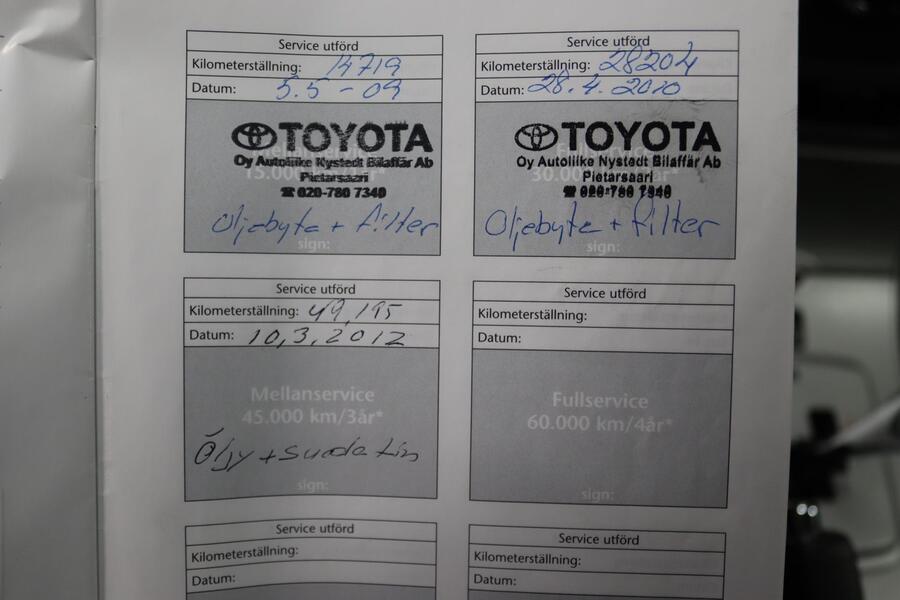 Service utförd
Kilometerställning: 14719
Datum: 5.5 - 09
TOYOTA
Oy Autoliike Nystedt Bilaffär Ab
15.000
Pietarsaari
☎ 020-780 7340
Oljebyte + filter
sign:
Service utförd
Kilometerställning: 28204
Datum: 28.4.2010
TOYOTA
Oy Autoliike Nystedt Bilaffär Ab
30.000
Pietarsaari
☎ 020-780 7340
Oljebyte + filter
sign:
Service utförd
Kilometerställning: 49,195
Datum: 10,3,2012
Mellanservice
45.000 km/3år*
Öljy + suodatin
sign:
Service utförd
Kilometerställning:
Datum:
Fullservice
60.000 km/4år*
sign:
Service utförd
Kilometerställning:
Datum:
Service utförd
Kilometerställning:
Datum: